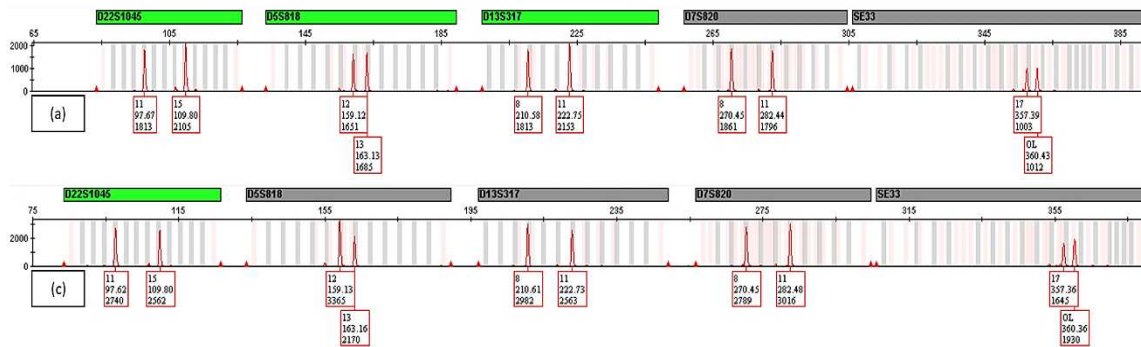 D22S1045 D5S818 D13S317 D7S820 SE33
65 105 145 185 225 265 305 345 385
2000
1000
0
(a)
11 15 12 8 11 8 11 17
97.67 109.80 159.12 210.58 222.75 270.45 282.44 357.39
1813 2105 1651 1813 2153 1861 1796 1003
13 OL
163.13 360.43
1685 1012
D22S1045 D5S818 D13S317 D7S820 SE33
75 115 155 195 235 275 315 355
2000
0
(c)
11 15 12 8 11 8 11 17
97.62 109.80 159.13 210.61 222.73 270.45 282.48 357.36
2740 2562 3365 2982 2563 2789 3016 1645
13 OL
163.16 360.36
2170 1930